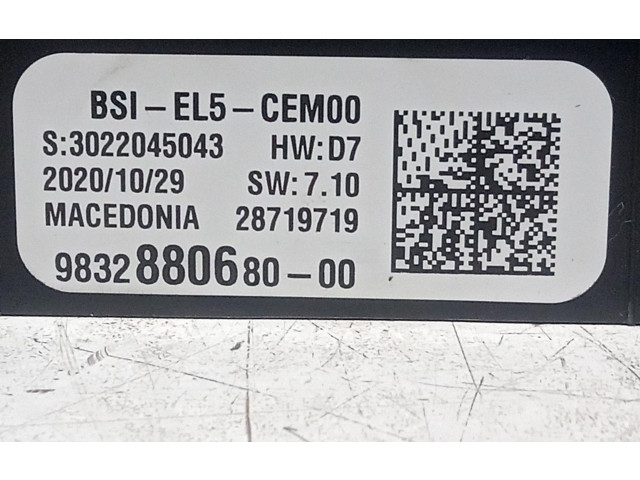 BSI-EL5-CEM00
S:3022045043 HW:D7
2020/10/29 SW:7.10
MACEDONIA 28719719
9832880680-00